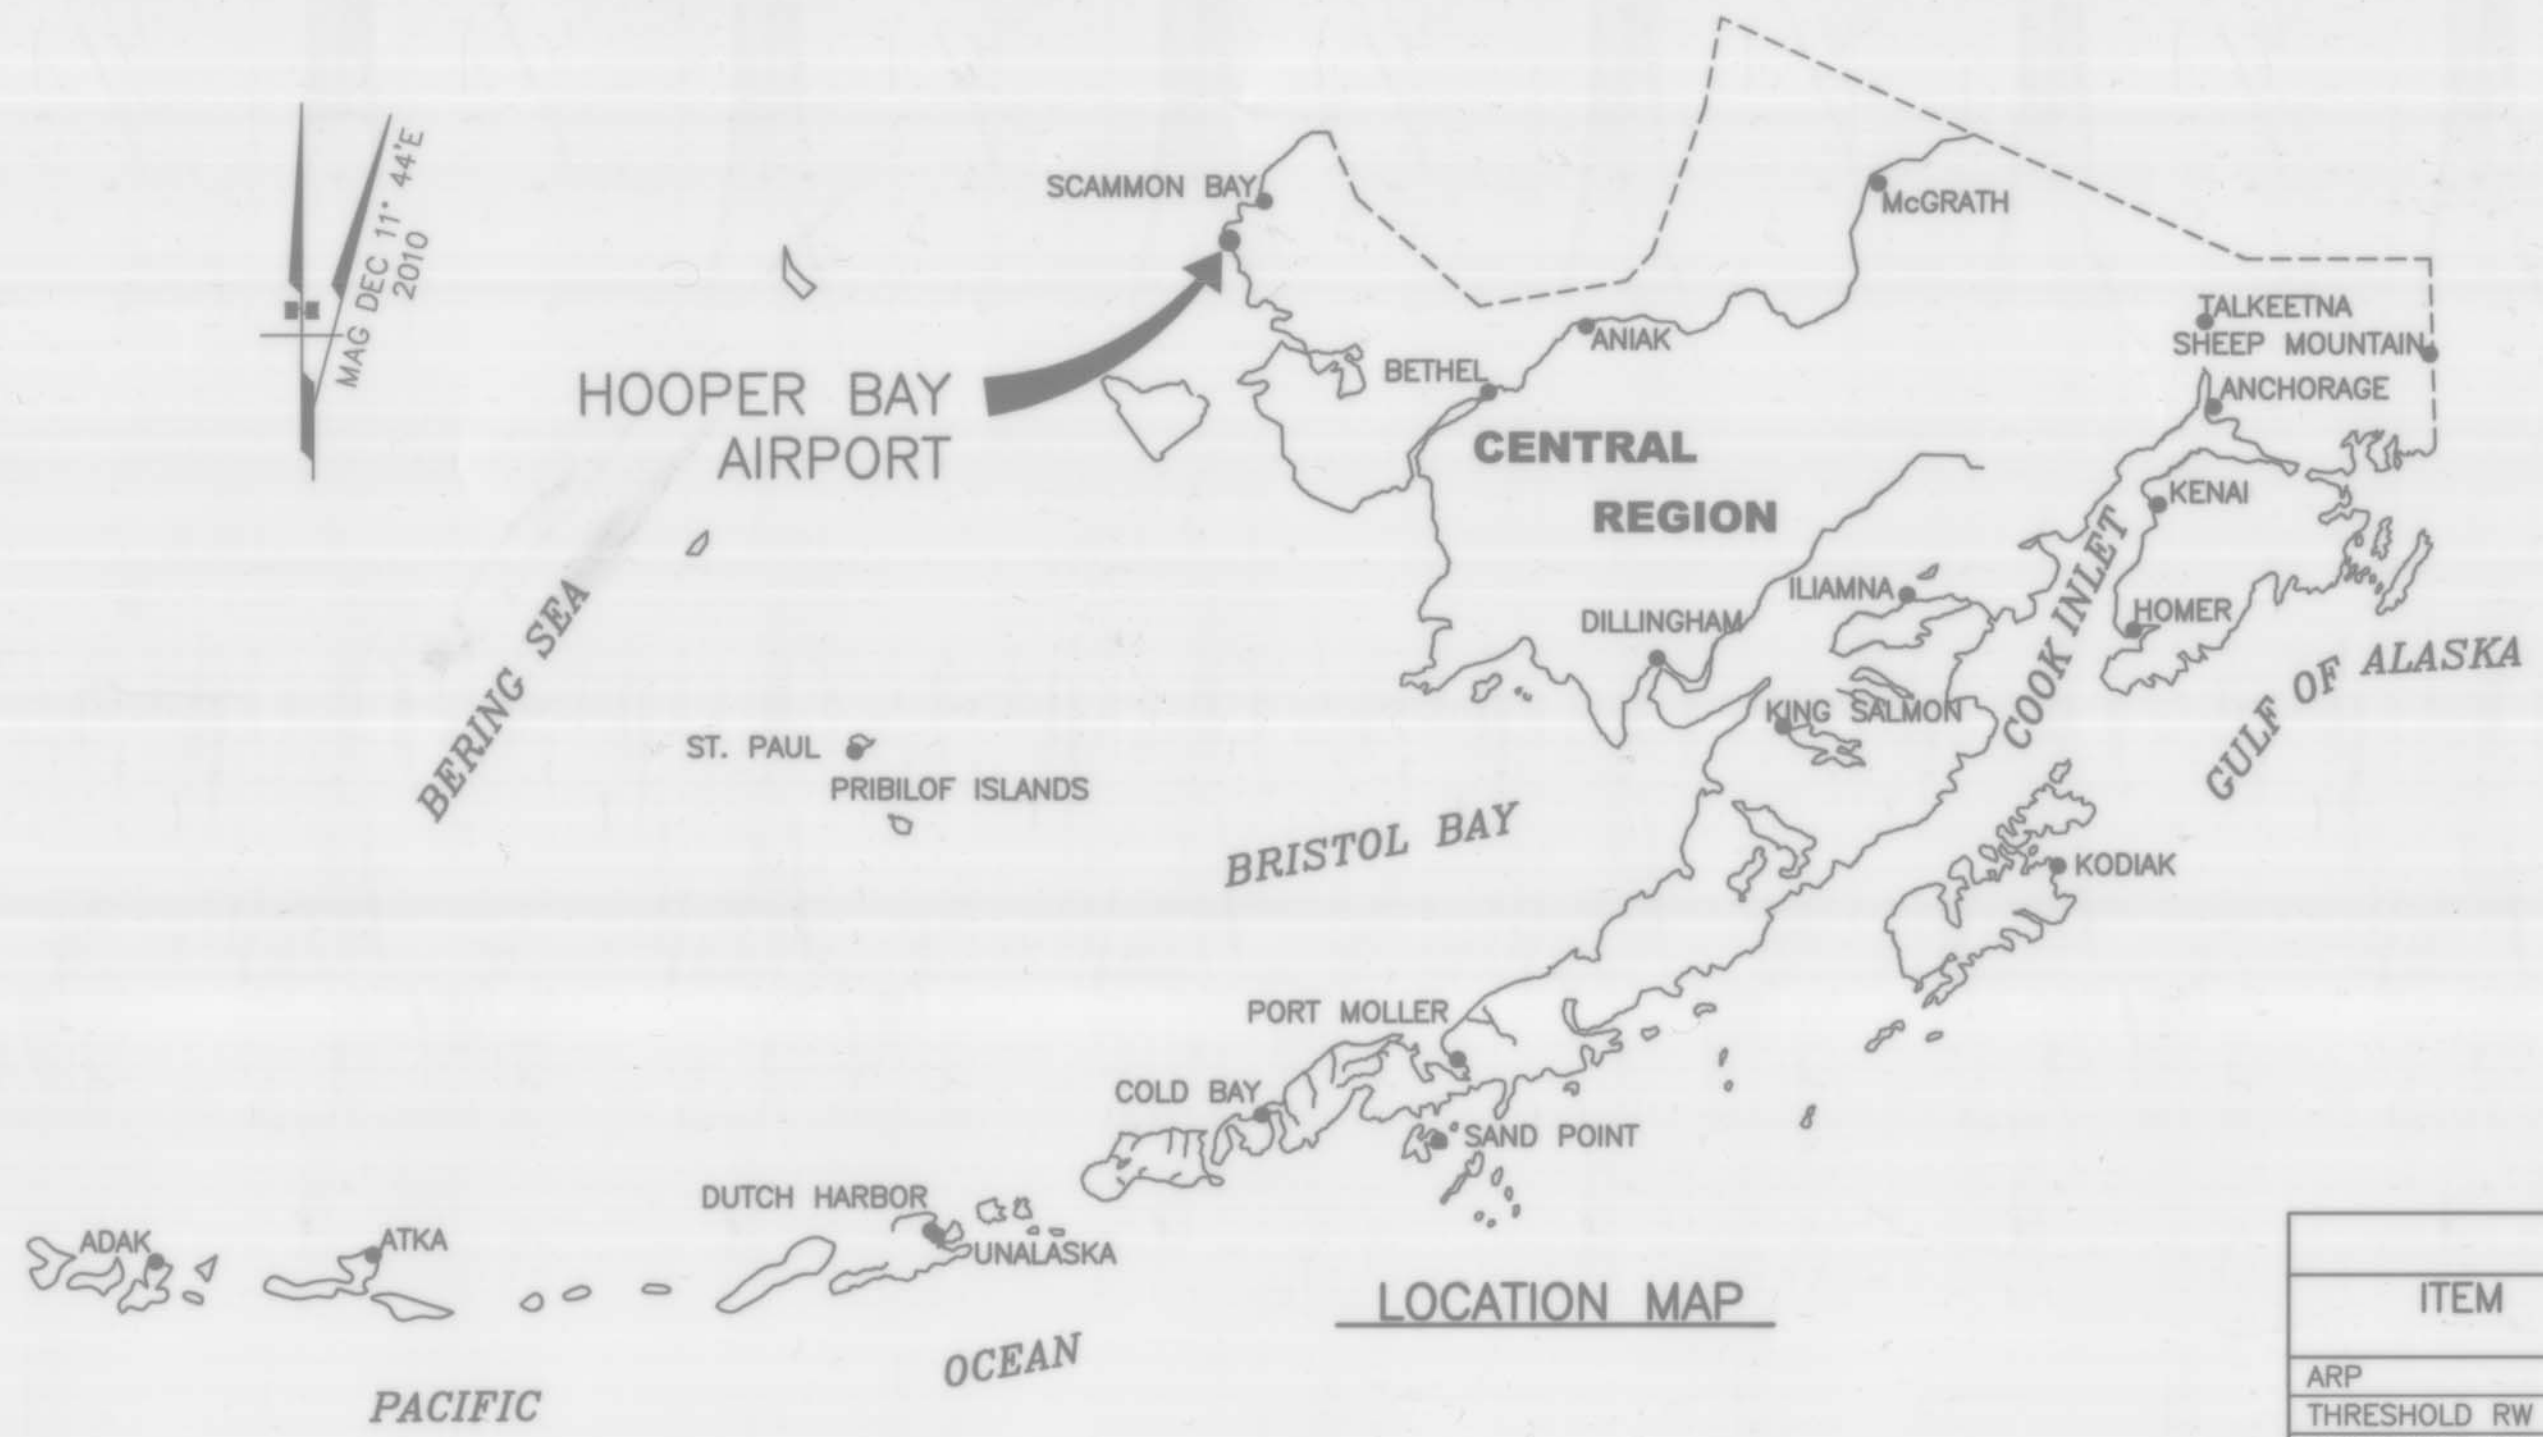 MAG DEC 11° 44'E
2010
SCAMMON BAY
McGRATH
HOOPER BAY
AIRPORT
BETHEL
ANIAK
TALKEETNA
SHEEP MOUNTAIN
ANCHORAGE
CENTRAL
REGION
KENAI
BERING SEA
ILIAMNA
DILLINGHAM
COOK INLET
HOMER
GULF OF ALASKA
KING SALMON
ST. PAUL
PRIBILOF ISLANDS
BRISTOL BAY
KODIAK
PORT MOLLER
COLD BAY
SAND POINT
DUTCH HARBOR
UNALASKA
ADAK
ATKA
LOCATION MAP
PACIFIC
OCEAN
ITEM
ARP
THRESHOLD RW